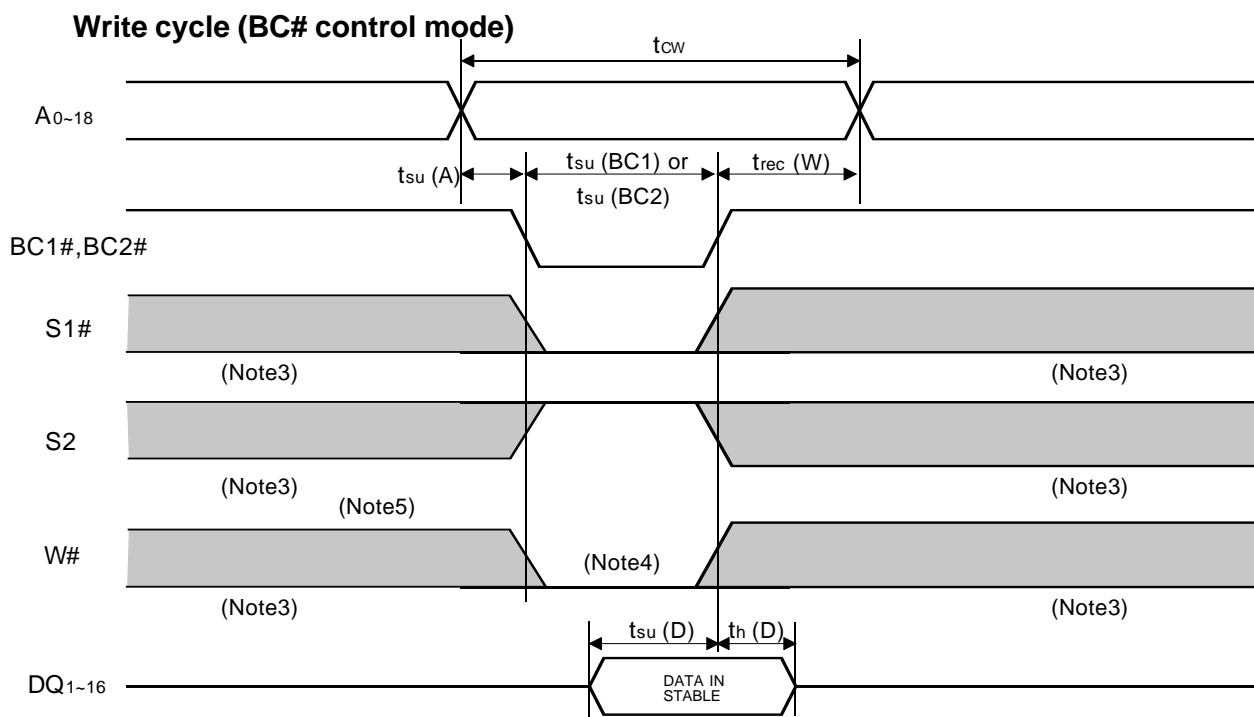 Write cycle (BC# control mode)
tCW
A0~18
tsu (A)
tsu (BC1) or
tsu (BC2)
trec (W)
BC1#,BC2#
S1#
(Note3)
(Note3)
S2
(Note3)
(Note3)
(Note5)
W#
(Note4)
(Note3)
(Note3)
tsu (D)
th (D)
DQ1~16
DATA IN
STABLE